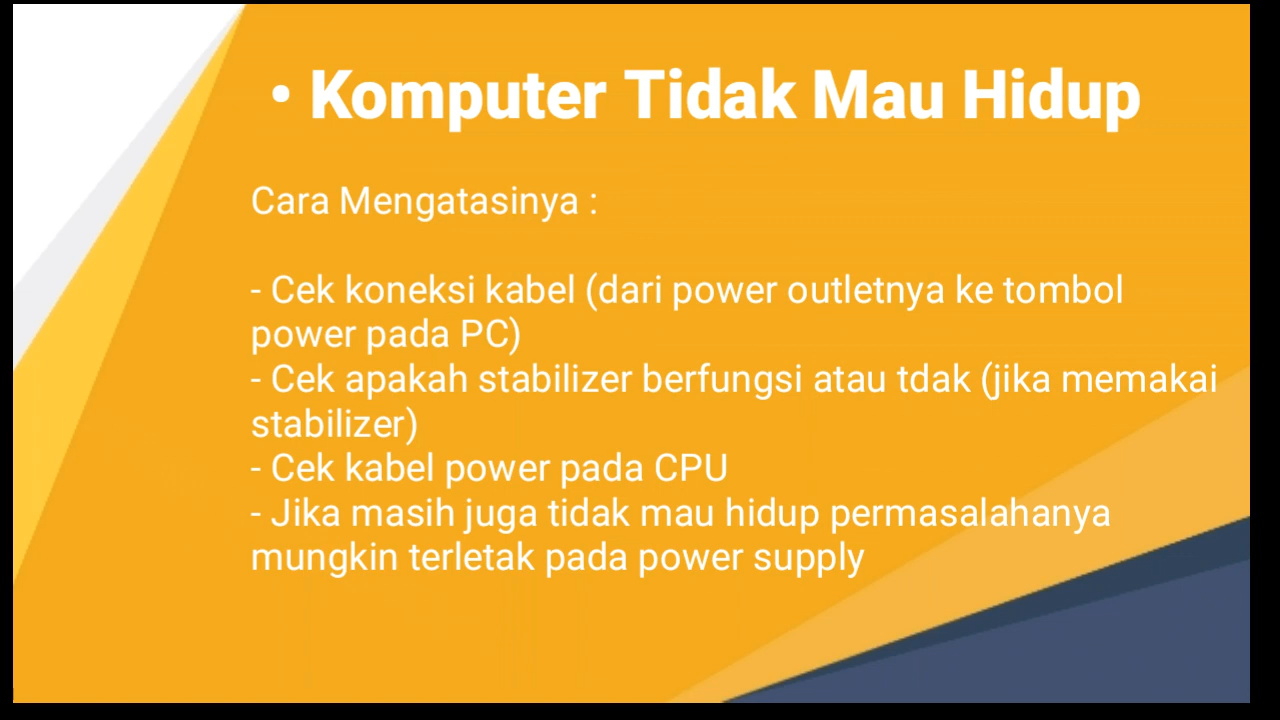 • Komputer Tidak Mau Hidup
Cara Mengatasinya :
- Cek koneksi kabel (dari power outletnya ke tombol
power pada PC)
- Cek apakah stabilizer berfungsi atau tdak (jika memakai
stabilizer)
- Cek kabel power pada CPU
- Jika masih juga tidak mau hidup permasalahanya
mungkin terletak pada power supply